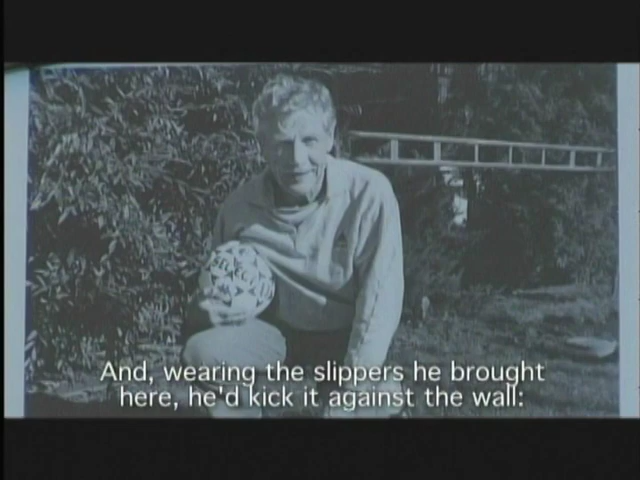 And, wearing the slippers he brought
here, he'd kick it against the wall: